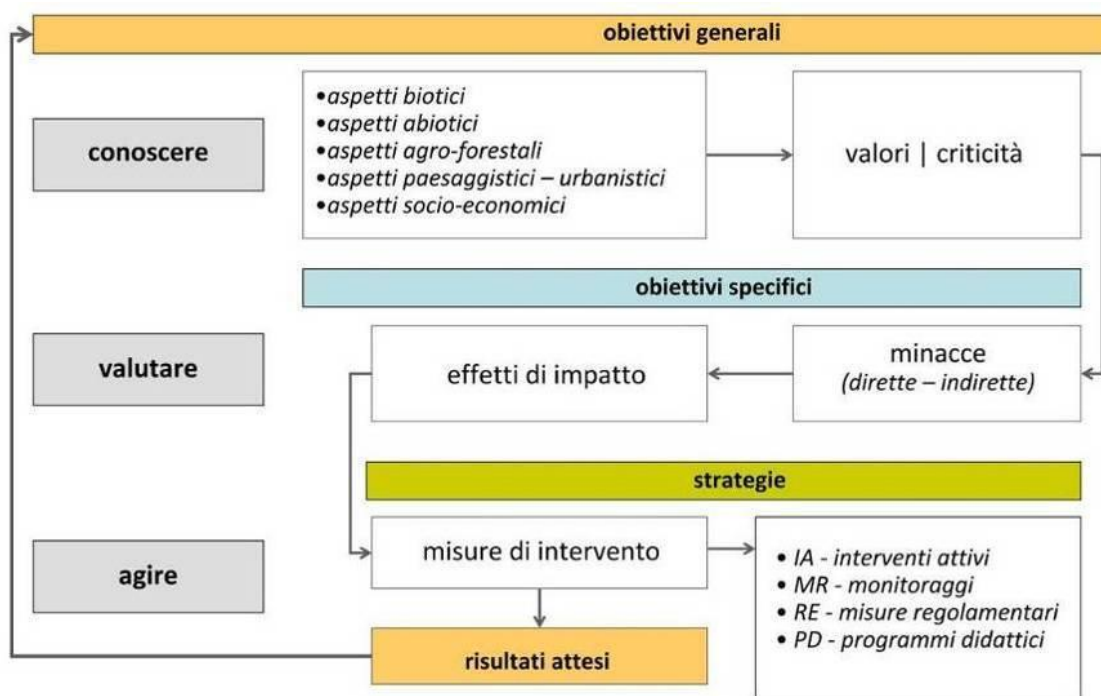 obiettivi generali
conoscere
•aspetti biotici
•aspetti abiotici
•aspetti agro-forestali
•aspetti paesaggistici – urbanistici
•aspetti socio-economici
valori | criticità
obiettivi specifici
valutare
effetti di impatto
minacce
(dirette – indirette)
strategie
agire
misure di intervento
• IA - interventi attivi
• MR - monitoraggi
• RE - misure regolamentari
• PD - programmi didattici
risultati attesi